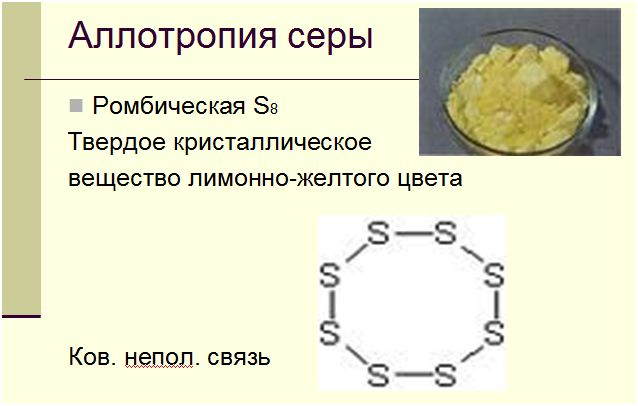 Аллотропия серы
Ромбическая S8
Твердое кристаллическое
вещество лимонно-желтого цвета
S S
S S
S S
S S
Ков. непол. связь